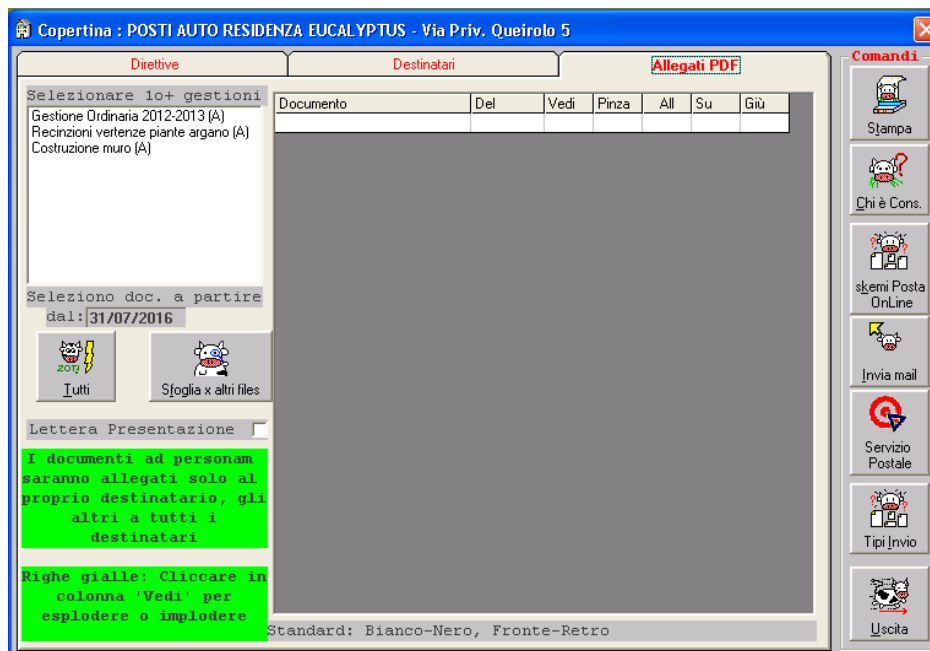 Copertina : POSTI AUTO RESIDENZA EUCALYPTUS - Via Priv. Queirolo 5
Direttive
Destinatari
Allegati PDF
Selezionare 1o+ gestioni
Gestione Ordinaria 2012-2013 (A)
Recinzioni vertenze piante argano (A)
Costruzione muro (A)
Seleziono doc. a partire
dal: 31/07/2016
ZOT!
Tutti
Sfoglia x altri files
Lettera Presentazione
I documenti ad personam
saranno allegati solo al
proprio destinatario, gli
altri a tutti i
destinatari
Righe gialle: Cliccare in
colonna 'Vedi' per
esplodere o implodere
Documento Del Vedi Pinza All Su Giù
Standard: Bianco-Nero, Fronte-Retro
Comandi
Stampa
Chi è Cons.
skemi Posta
OnLine
Invia mail
Servizio
Postale
Tipi Invio
Uscita